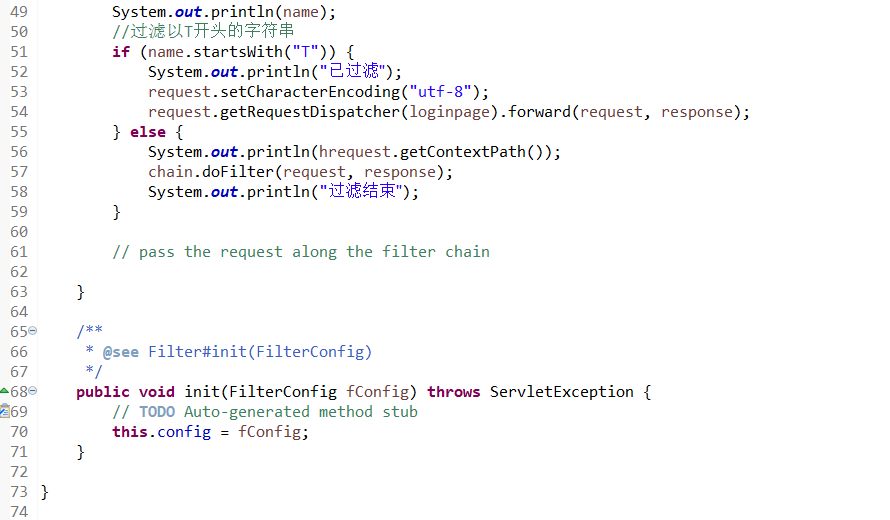 49 System.out.println(name);
50 //过滤以T开头的字符串
51 if (name.startsWith("T")) {
52 System.out.println("已过滤");
53 request.setCharacterEncoding("utf-8");
54 request.getRequestDispatcher(loginpage).forward(request, response);
55 } else {
56 System.out.println(hrequest.getContextPath());
57 chain.doFilter(request, response);
58 System.out.println("过滤结束");
59 }
60
61 // pass the request along the filter chain
62
63 }
64
65 /**
66 * @see Filter#init(FilterConfig)
67 */
68 public void init(FilterConfig fConfig) throws ServletException {
69 // TODO Auto-generated method stub
70 this.config = fConfig;
71 }
72
73 }
74